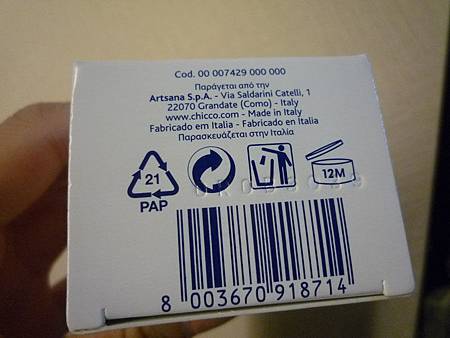 Cod. 00 007429 000 000
Παράγεται από την
Artsana S.p.A. - Via Saldarini Catelli, 1
22070 Grandate (Como) - Italy
www.chicco.com - Made in Italy
Fabricado em Italia - Fabricado en Italia
Παρασκευάζεται στην Ιταλία
21
PAP
12M
8 003670 918714